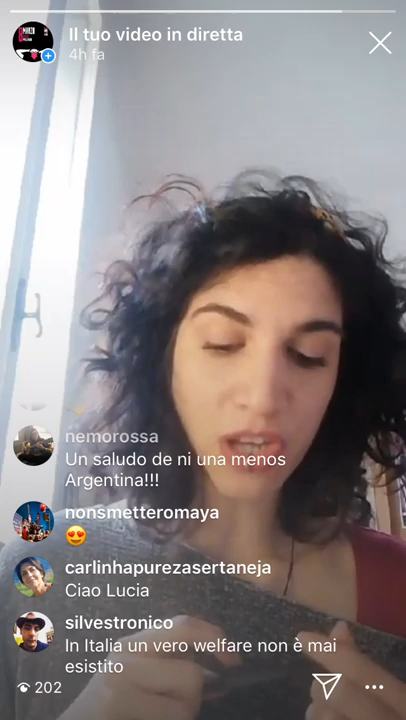 Il tuo video in diretta
4h fa
nemorossa
Un saludo de ni una menos
Argentina!!!
nonsmetteromaya
😍
carlinhapurezasertaneja
Ciao Lucia
silvestronico
In Italia un vero welfare non è mai
esistito
202